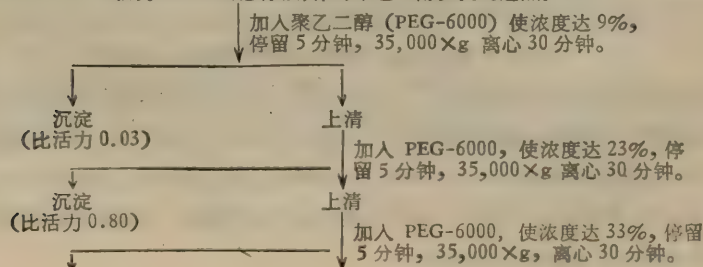 加入聚乙二醇 (PEG-6000) 使浓度达 9%,
停留 5 分钟, 35,000×g 离心 30 分钟。
沉淀
(比活力 0.03)
上清
加入 PEG-6000, 使浓度达 23%, 停
留 5 分钟, 35,000×g 离心 30 分钟。
沉淀
(比活力 0.80)
上清
加入 PEG-6000, 使浓度达 33%, 停留
5 分钟, 35,000×g, 离心 30 分钟。